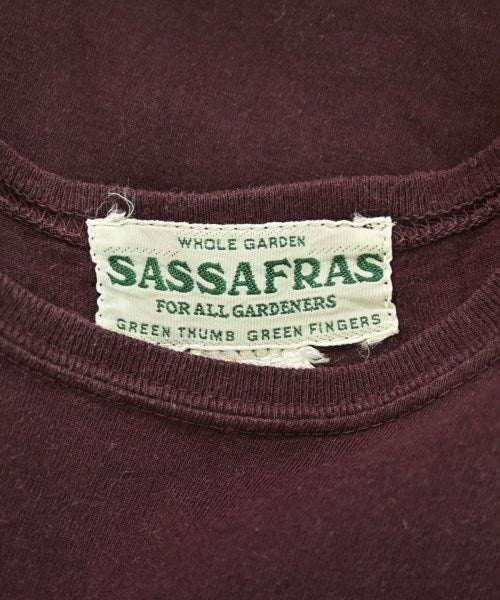 WHOLE GARDEN
SASSAFRAS
FOR ALL GARDENERS
GREEN THUMB GREEN FINGERS